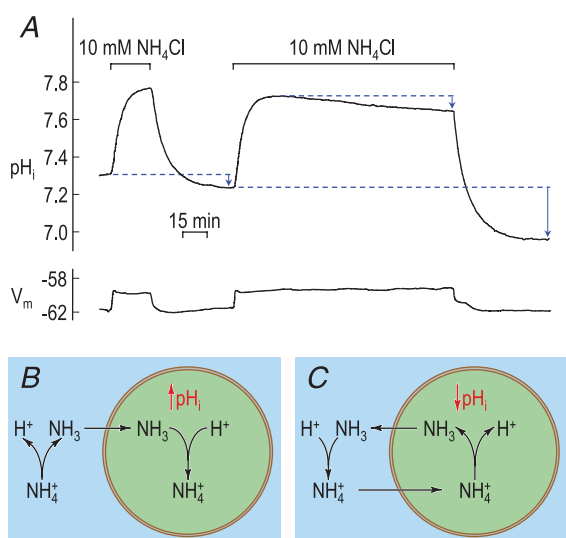 A
10 mM NH₄Cl 10 mM NH₄Cl
7.8
7.6
7.4
pHᵢ
7.2
15 min
7.0
-58
Vₘ
-62
B C
pHᵢ pHᵢ
H⁺ NH₃ NH₃ H⁺ H⁺ NH₃ NH₃ H⁺
NH₄⁺ NH₄⁺ NH₄⁺ NH₄⁺